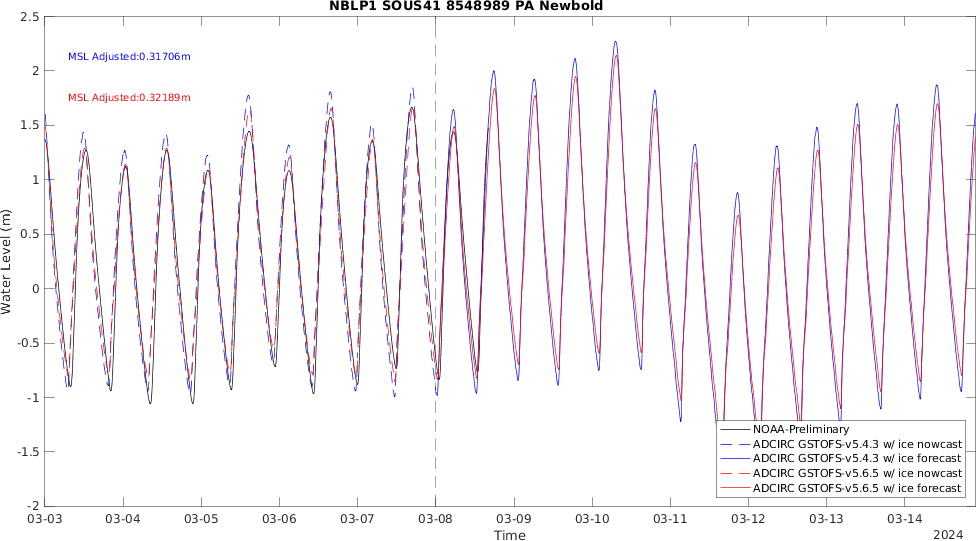 NBLP1 SOUS41 8548989 PA Newbold
2.5
MSL Adjusted:0.31706m
2
MSL Adjusted:0.32189m
1.5
1
0.5
0
-0.5
-1
-1.5
-2
Water Level (m)
NOAA-Preliminary
ADCIRC GSTOFS-v5.4.3 w/ ice nowcast
ADCIRC GSTOFS-v5.4.3 w/ ice forecast
ADCIRC GSTOFS-v5.6.5 w/ ice nowcast
ADCIRC GSTOFS-v5.6.5 w/ ice forecast
03-03 03-04 03-05 03-06 03-07 03-08 03-09 03-10 03-11 03-12 03-13 03-14
Time
2024